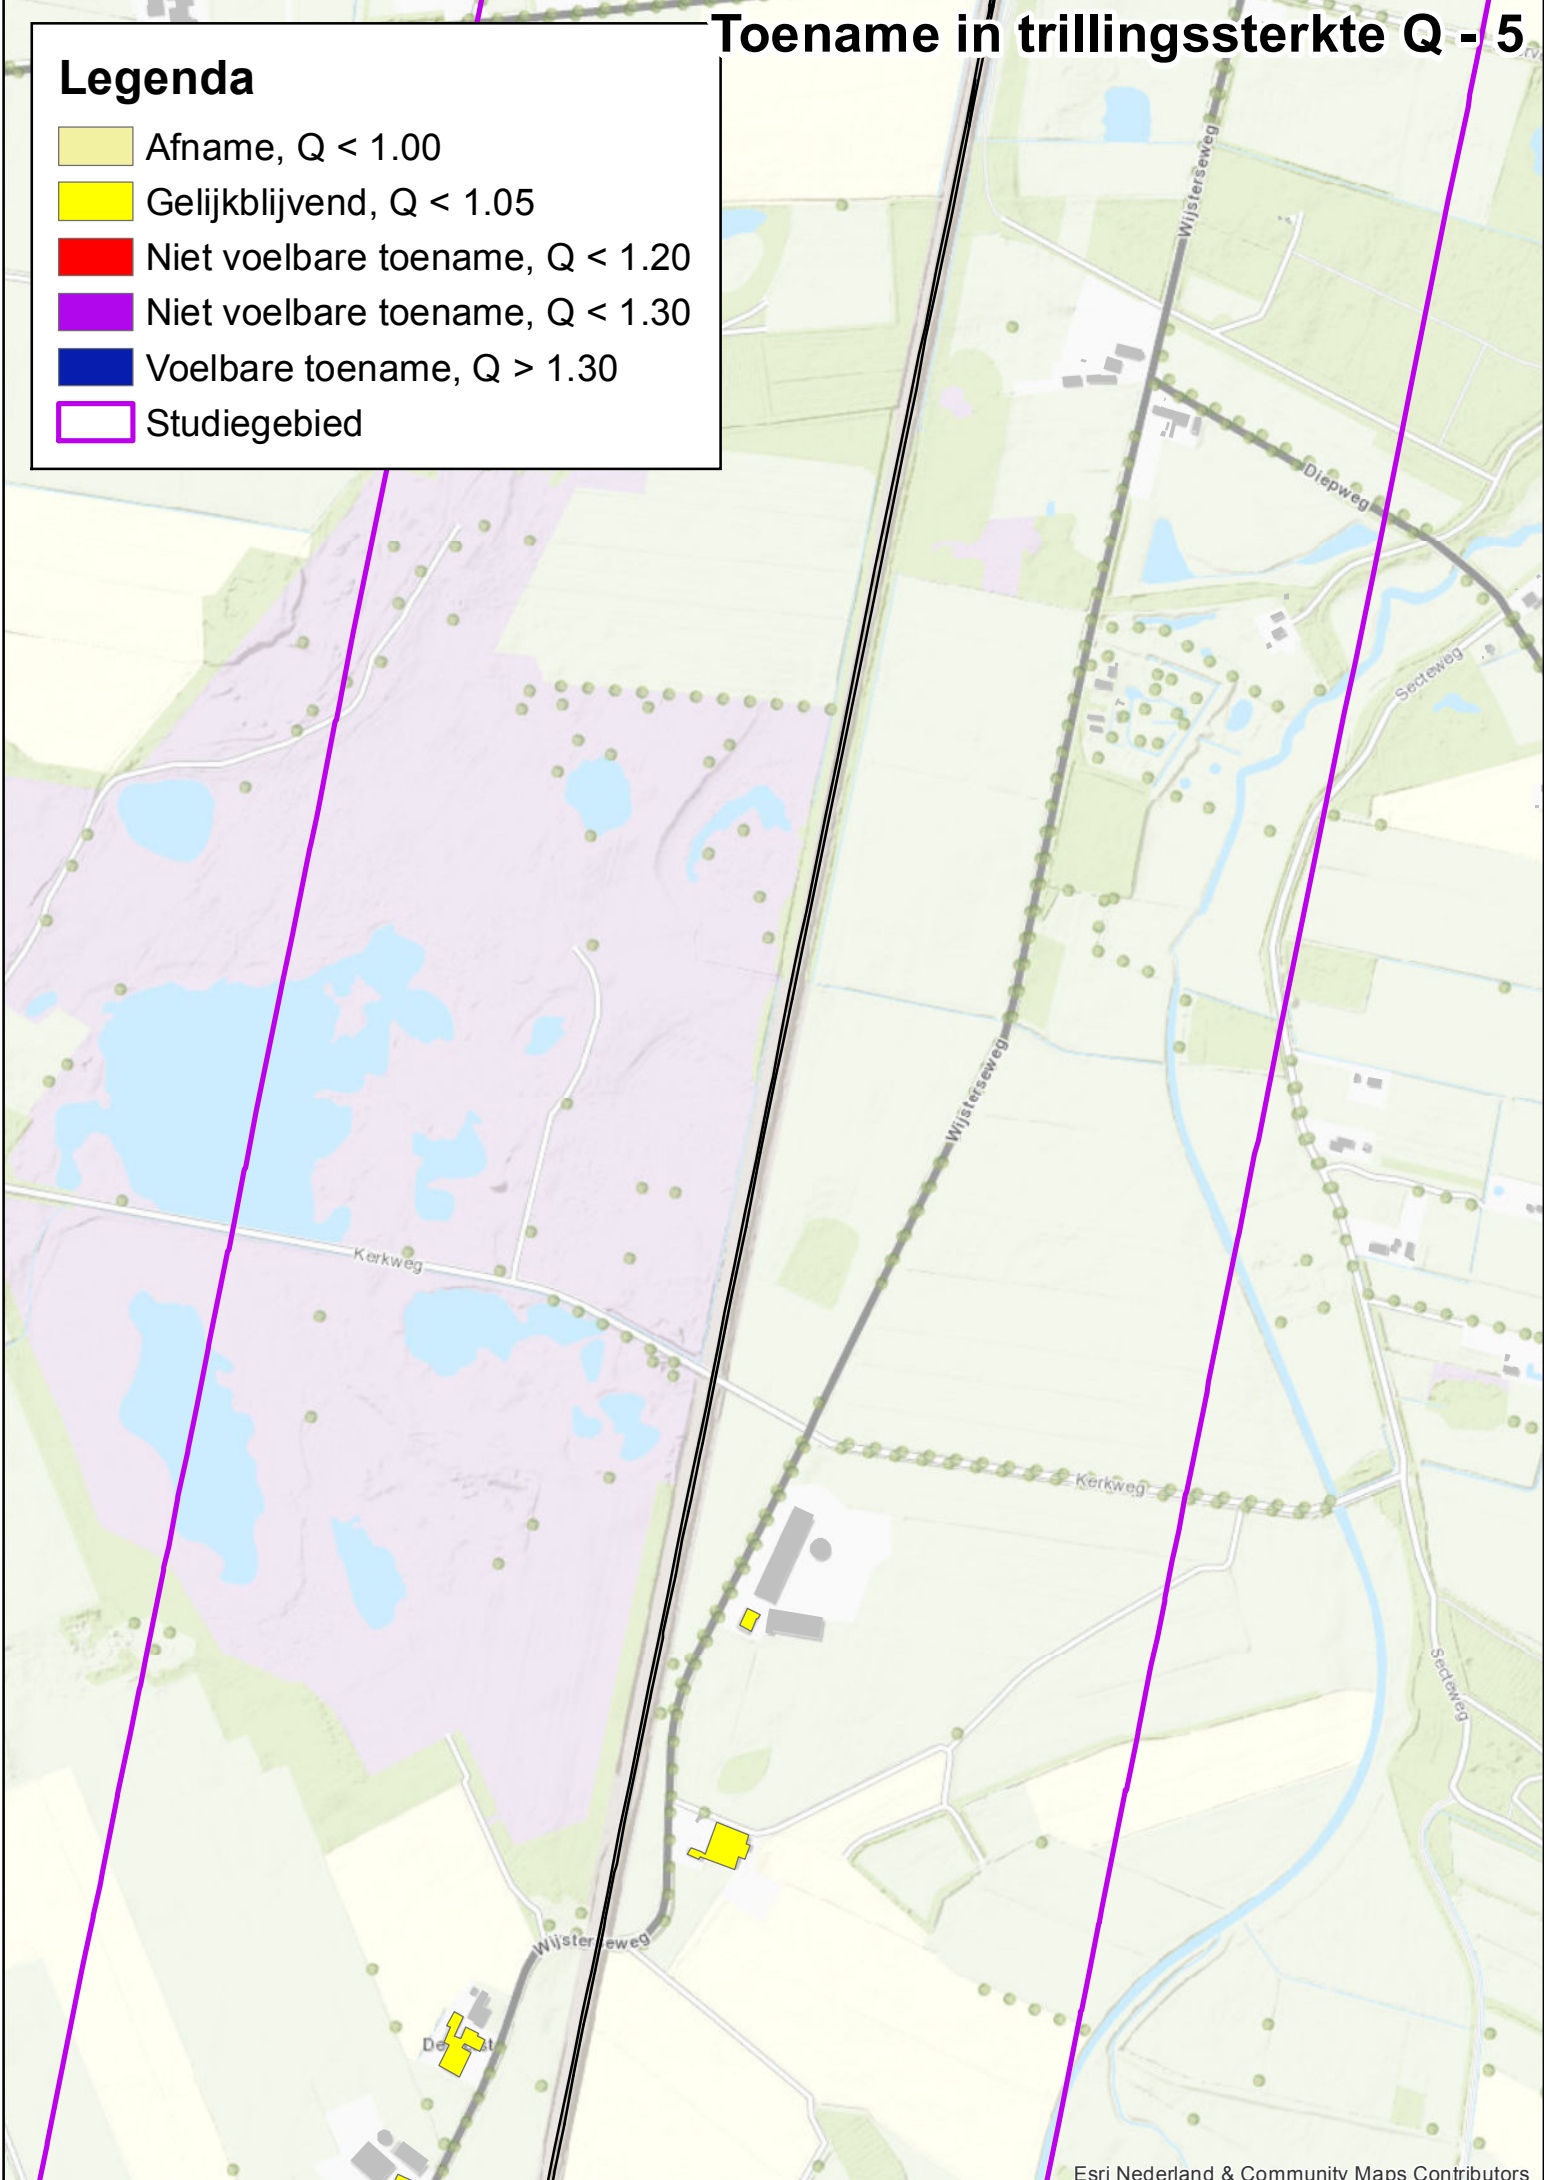 Toename in trillingssterkte Q - 5
Legenda
Afname, Q < 1.00
Gelijkblijvend, Q < 1.05
Niet voelbare toename, Q < 1.20
Niet voelbare toename, Q < 1.30
Voelbare toename, Q > 1.30
Studiegebied
Wijsterseweg
Diepweg
Secteweg
Wijsterseweg
Kerkweg
Kerkweg
Secteweg
Wijsterseweg
Esri Nederland & Community Maps Contributors